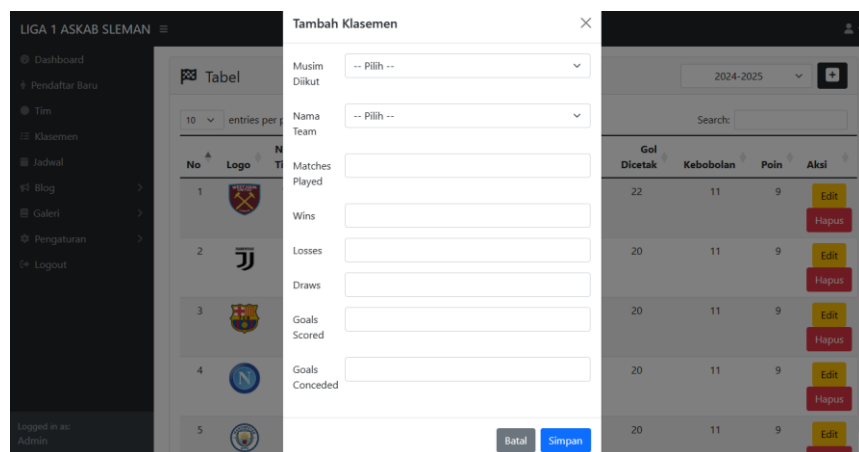 LIGA 1 ASKAB SLEMAN
Tambah Klasemen
Dashboard
Pendaftar Baru
Tim
Klasemen
Jadwal
Blog
Galeri
Pengaturan
Logout
Logged in as:
Admin
Tabel
2024-2025
10 entries per
Search:
No Logo Gol Dicetak Kebobolan Poin Aksi
1 22 11 9 Edit
Hapus
2 20 11 9 Edit
Hapus
3 20 11 9 Edit
Hapus
4 20 11 9 Edit
Hapus
5 20 11 9 Edit
Musim Diikut -- Pilih --
Nama Team -- Pilih --
Matches Played
Wins
Losses
Draws
Goals Scored
Goals Conceded
Batal Simpan